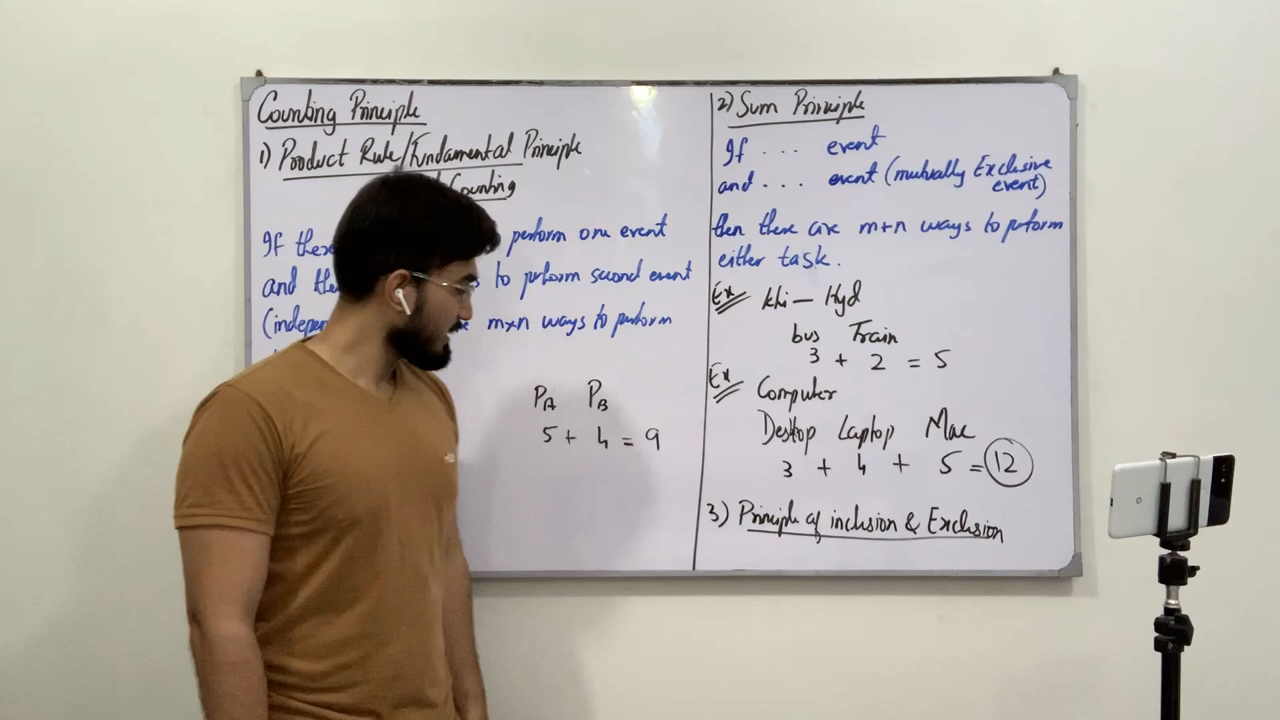 Counting Principle
1) Product Rule/Fundamental Principle
Counting
If these perform one event
and the to perform second event
(indepen mxn ways to perform
PA PB
5 + 4 = 9
2) Sum Principle
If ... event
and ... event (mutually Exclusive
event)
then there are m+n ways to perform
either task.
Ex Khi - Hyd
bus Train
3 + 2 = 5
Ex Computer
Desktop Laptop Mac
3 + 4 + 5 = 12
3) Principle of inclusion & Exclusion